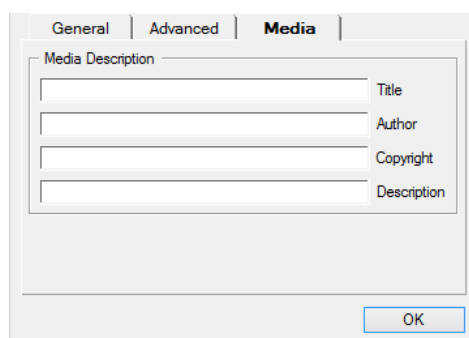 General Advanced Media
Media Description
Title
Author
Copyright
Description
OK